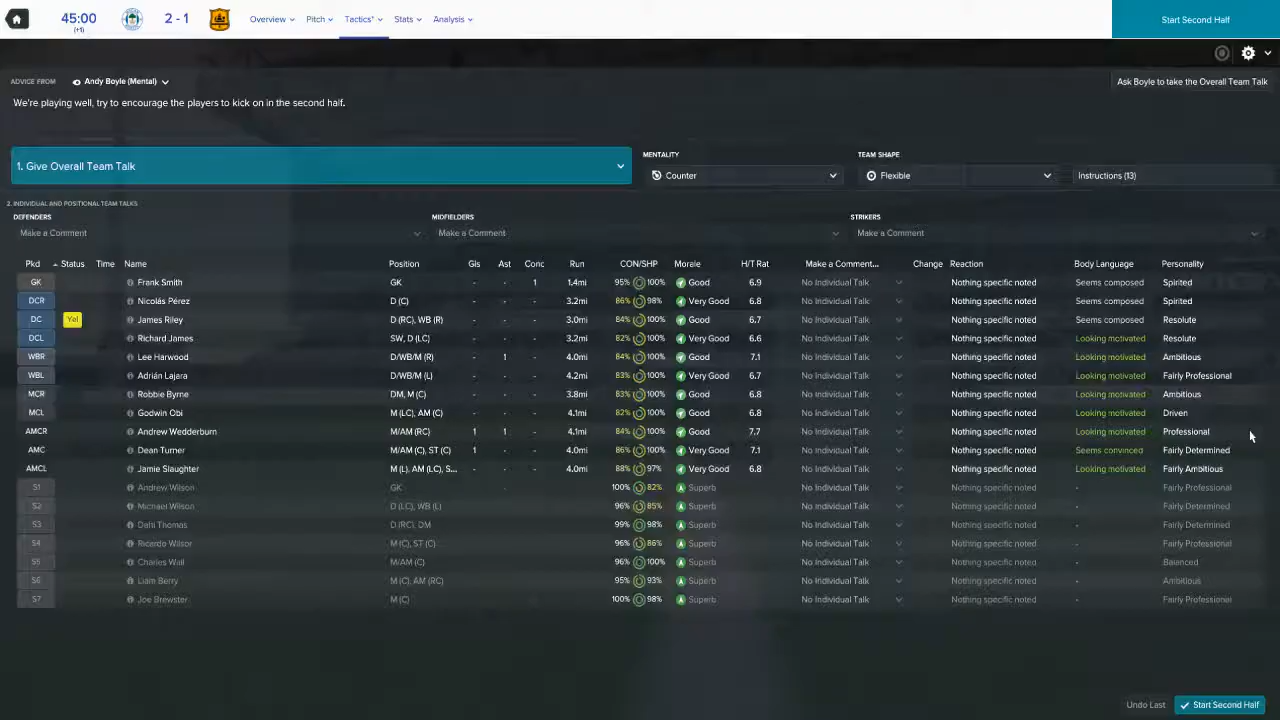 45:00
(+1)
2 - 1
Overview Pitch Tactics* Stats Analysis
Start Second Half
ADVICE FROM Andy Boyle (Mental)
Ask Boyle to take the Overall Team Talk
We're playing well, try to encourage the players to kick on in the second half.
1. Give Overall Team Talk
MENTALITY TEAM SHAPE
Counter Flexible Instructions (13)
2. INDIVIDUAL AND POSITIONAL TEAM TALKS
DEFENDERS MIDFIELDERS STRIKERS
Make a Comment Make a Comment Make a Comment
Pkd Status Time Name Position Gls Ast Conc Run CON/SHP Morale H/T Rat Make a Comment... Change Reaction Body Language Personality
GK Frank Smith GK - - 1 1.4mi 95% 100% Good 6.9 No Individual Talk Nothing specific noted Seems composed Spirited
DCR Nicolás Pérez D (C) - - - 3.2mi 86% 98% Very Good 6.8 No Individual Talk Nothing specific noted Seems composed Spirited
DC Yel James Riley D (RC), WB (R) - - - 3.0mi 84% 100% Good 6.7 No Individual Talk Nothing specific noted Seems composed Resolute
DCL Richard James SW, D (LC) - - - 3.2mi 82% 100% Very Good 6.6 No Individual Talk Nothing specific noted Looking motivated Resolute
WBR Lee Harwood D/WB/M (R) - 1 - 4.0mi 84% 100% Good 7.1 No Individual Talk Nothing specific noted Looking motivated Ambitious
WBL Adrián Lajara D/WB/M (L) - - - 4.2mi 83% 100% Very Good 6.7 No Individual Talk Nothing specific noted Looking motivated Fairly Professional
MCR Robbie Byrne DM, M (C) - - - 3.8mi 83% 100% Good 6.8 No Individual Talk Nothing specific noted Looking motivated Ambitious
MCL Godwin Obi M (LC), AM (C) - - - 4.1mi 82% 100% Good 6.8 No Individual Talk Nothing specific noted Looking motivated Driven
AMCR Andrew Wedderburn M/AM (RC) 1 1 - 4.1mi 84% 100% Good 7.7 No Individual Talk Nothing specific noted Looking motivated Professional
AMC Dean Turner M/AM (C), ST (C) 1 - - 4.0mi 86% 100% Very Good 7.1 No Individual Talk Nothing specific noted Seems convinced Fairly Determined
AMCL Jamie Slaughter M (L), AM (LC), S... - - - 4.0mi 88% 97% Very Good 6.8 No Individual Talk Nothing specific noted Looking motivated Fairly Ambitious
S1 Andrew Wilson GK - 100% 82% Superb No Individual Talk Nothing specific noted - Fairly Professional
S2 Michael Wilson D (LC), WB (L) 96% 85% Superb No Individual Talk Nothing specific noted - Fairly Determined
S3 Dahl Thomas D (RC), DM 99% 98% Superb No Individual Talk Nothing specific noted - Fairly Determined
S4 Ricardo Wilson M (C), ST (C) 96% 86% Superb No Individual Talk Nothing specific noted - Fairly Professional
S5 Charles Wall M/AM (C) 96% 100% Superb No Individual Talk Nothing specific noted - Balanced
S6 Liam Berry M (C), AM (RC) 95% 93% Superb No Individual Talk Nothing specific noted - Ambitious
S7 Joe Brewster M (C) 100% 98% Superb No Individual Talk Nothing specific noted - Fairly Professional
Undo Last Start Second Half